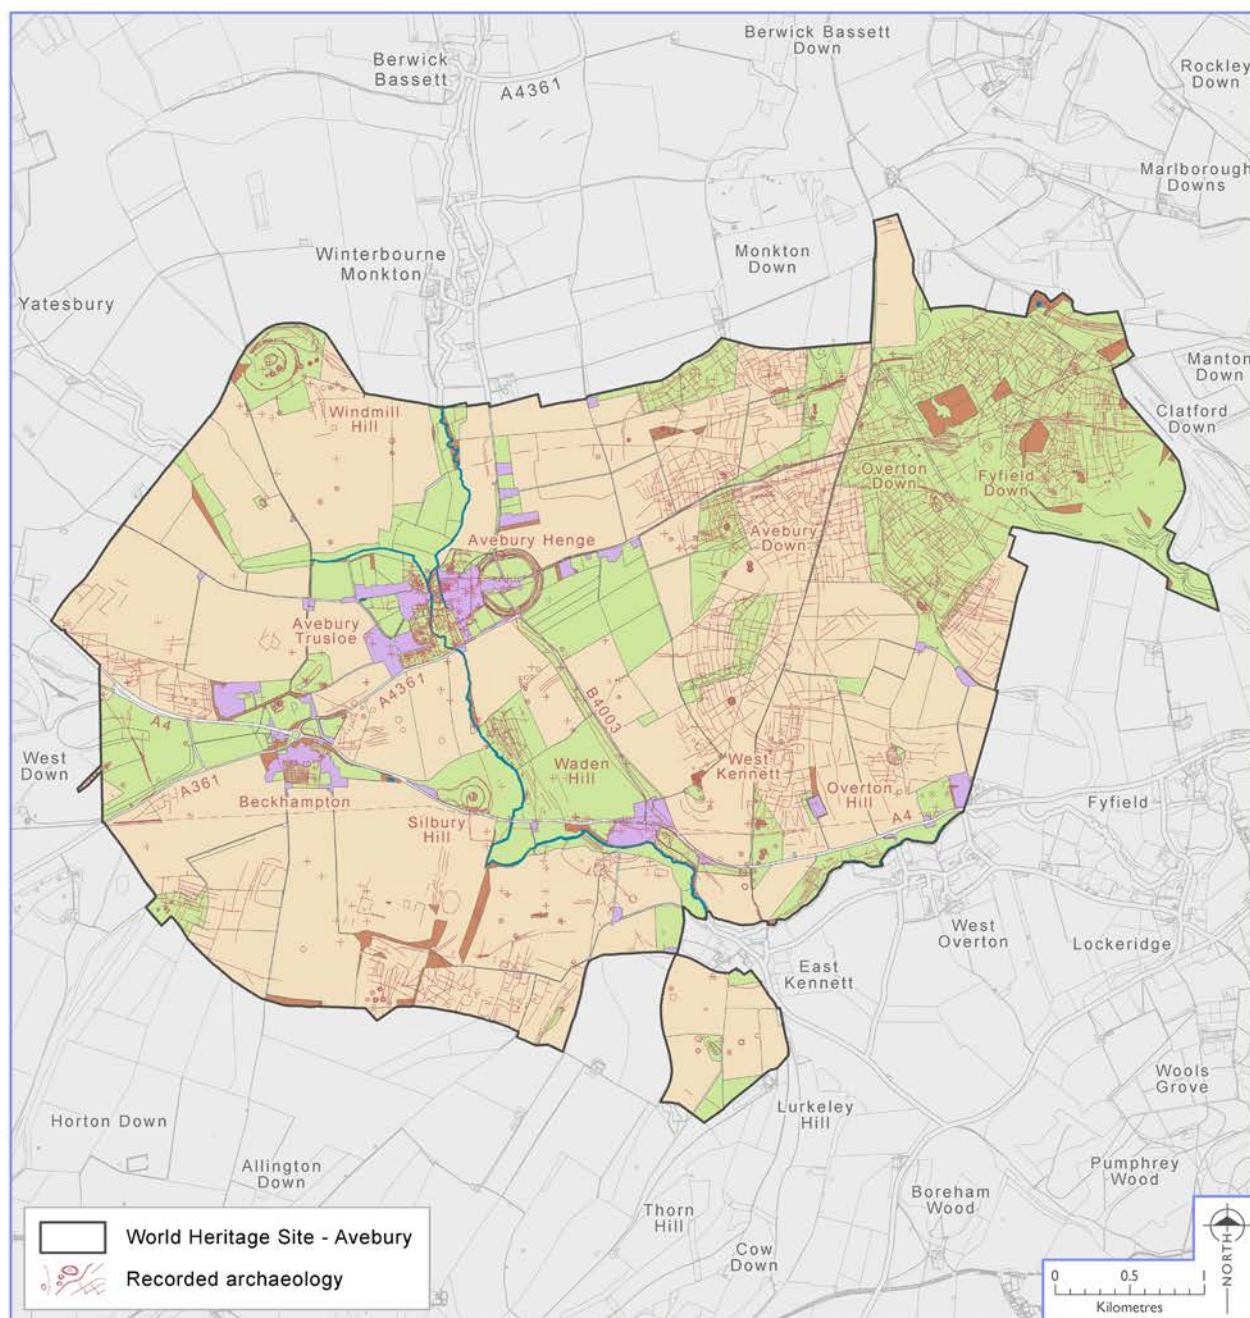 Berwick Bassett
Down
Berwick
Bassett
A4361
Rockley
Down
Marlborough
Downs
Winterbourne
Monkton
Monkton
Down
Yatesbury
Manton
Down
Windmill
Hill
Clatford
Down
Overton
Down
Fyfield
Down
Avebury Henge
Avebury
Down
Avebury
Trusloe
A4361
B4003
A4
West
Down
A361
Waden
Hill
West
Kennett
Beckhampton
Overton
Hill
Fyfield
Silbury
Hill
A4
West
Overton
Lockeridge
East
Kennett
Wools
Grove
Horton Down
Lurkeley
Hill
Allington
Down
Pumphrey
Wood
Boreham
Wood
Thorn
Hill
Cow
Down
World Heritage Site - Avebury
Recorded archaeology
NORTH
0 0.5 1
Kilometres